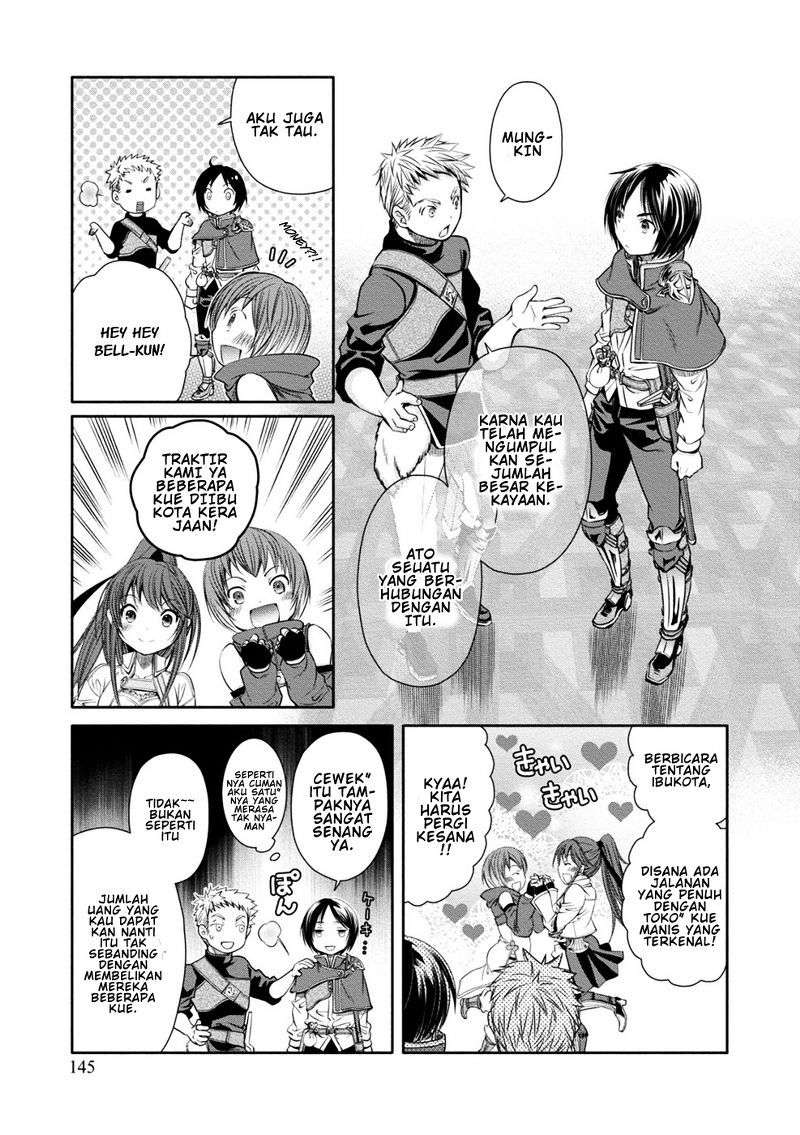 MUNG-
KIN
KARNA KAU
TELAH ME-
NGUMPUL
KAN SE-
JUMLAH
BESAR KE-
KAYAAN.
ATO
SEUATU
YANG BER-
HUBUNGAN
DENGAN
ITU.
AKU JUGA
TAK TAU.
MONEY?!!
HEY HEY
BELL-KUN!
TRAKTIR
KAMI YA
BEBERAPA
KUE DIIBU
KOTA KERA
JAAN!
BERBICARA
TENTANG
IBUKOTA,
DISANA ADA
JALANAN
YANG PENUH
DENGAN
TOKO" KUE
MANIS YANG
TERKENAL!
きゃい
きゃい
KYAA!
KITA
HARUS
PERGI
KESANA
!!
CEWEK"
ITU TAM-
PAKNYA
SANGAT
SENANG
YA.
SEPERTI
NYA CUMAN
AKU SATU"
NYA YANG
MERASA
TAK NYA-
MAN
ケーキ…
ぽん
TIDAK~~
BUKAN
SEPERTI
ITU
JUMLAH
UANG YANG
KAU DAPAT
KAN NANTI
ITU TAK
SEBANDING
DENGAN
MEMBELIKAN
MEREKA
BEBERAPA
KUE.
145